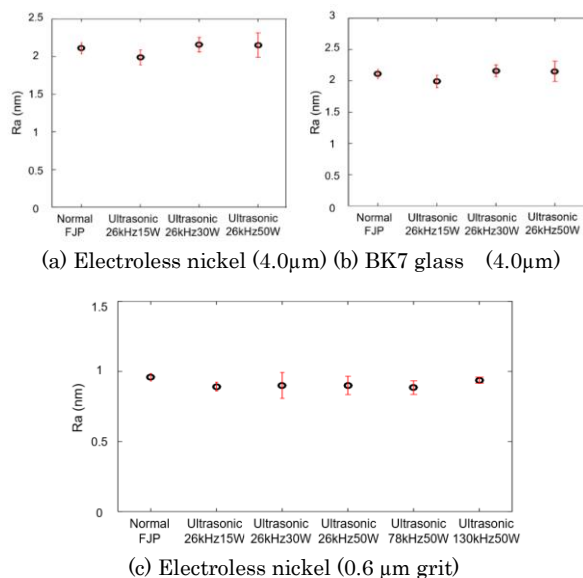 2.5
2
1.5
1
0.5
0
Ra (nm)
Normal FJP
Ultrasonic 26kHz15W
Ultrasonic 26kHz30W
Ultrasonic 26kHz50W
3
2.5
2
1.5
1
0.5
0
Ra (nm)
Normal FJP
Ultrasonic 26kHz15W
Ultrasonic 26kHz30W
Ultrasonic 26kHz50W
(a) Electroless nickel (4.0μm) (b) BK7 glass (4.0μm)
1.5
1
0.5
0
Ra (nm)
Normal FJP
Ultrasonic 26kHz15W
Ultrasonic 26kHz30W
Ultrasonic 26kHz50W
Ultrasonic 78kHz50W
Ultrasonic 130kHz50W
(c) Electroless nickel (0.6 μm grit)